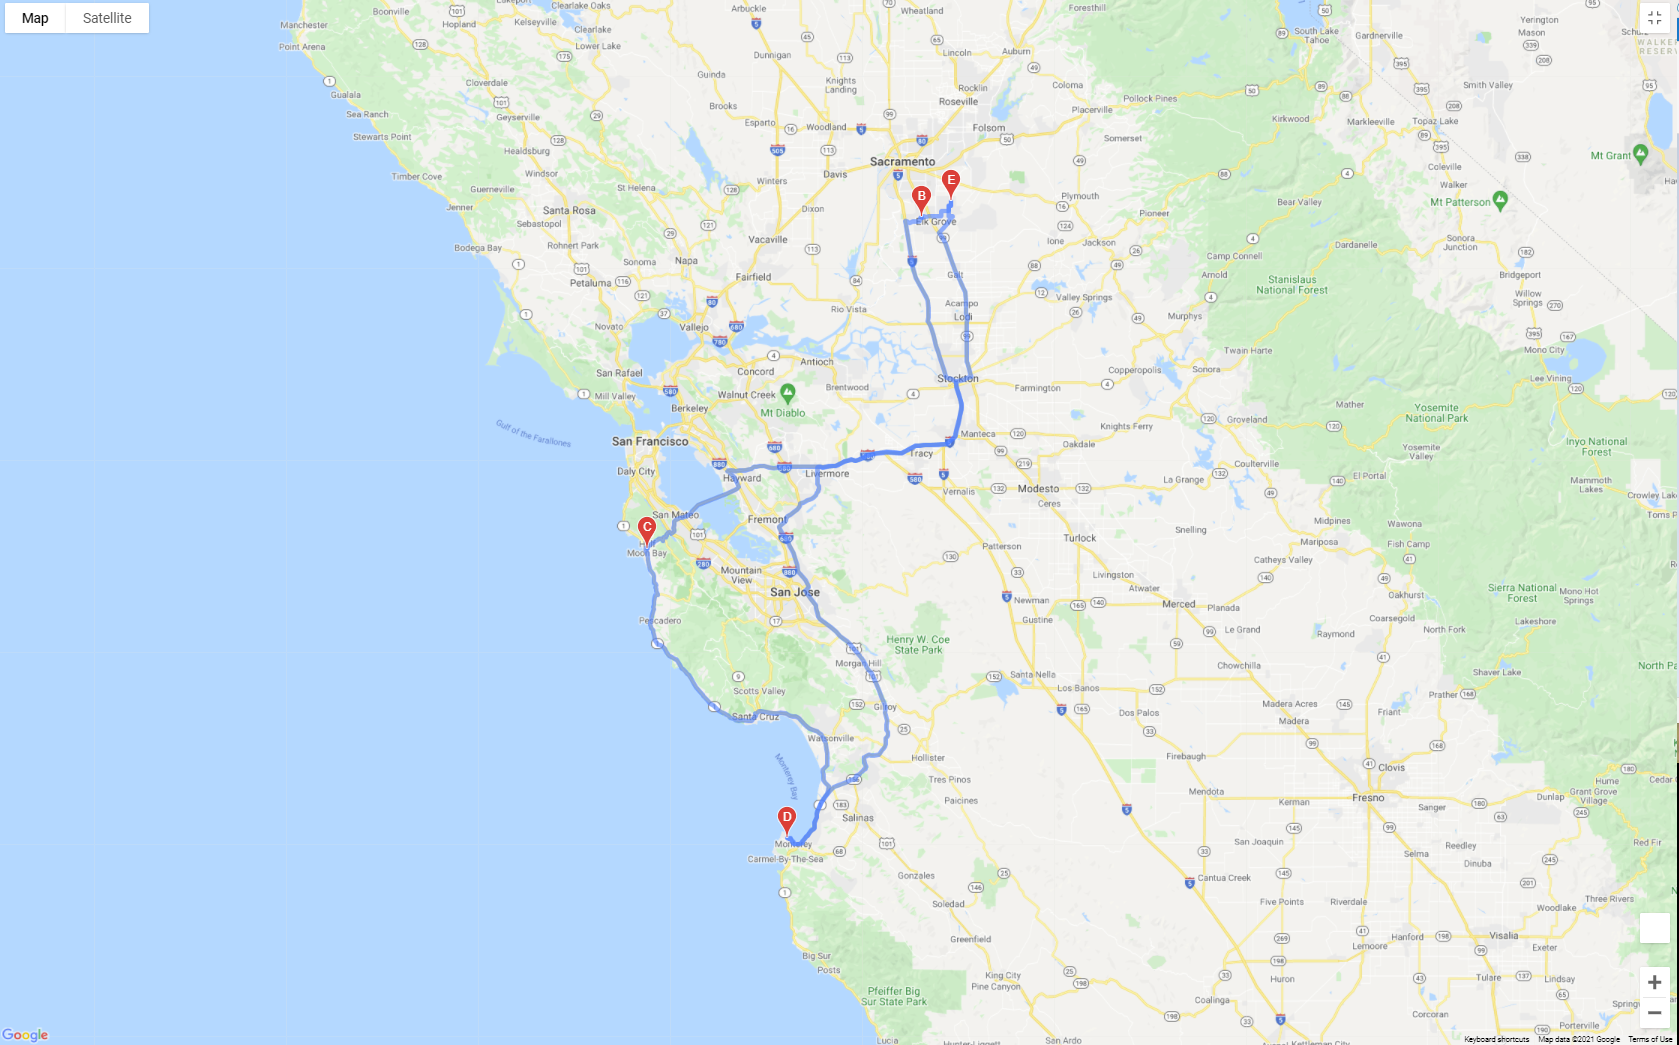 Map
Satellite
Manchester
Point Arena
Boonville
Hopland
Kelseyville
Clearlake Oaks
Clearlake
Lower Lake
Arbuckle
Wheatland
Foresthill
South Lake
Tahoe
Gardnerville
Yerington
Mason
Dunnigan
Lincoln
Auburn
Smith Valley
Gualala
Cloverdale
Guinda
Knights
Landing
Rocklin
Roseville
Coloma
Pollock Pines
Sea Ranch
Geyserville
Brooks
Placerville
Kirkwood
Markleeville
Topaz Lake
Stewarts Point
Esparto
Woodland
Folsom
Somerset
Healdsburg
Sacramento
Coleville
Mt Grant
Timber Cove
Guerneville
St Helena
Winters
Davis
E
B
Plymouth
Walker
Bear Valley
Mt Patterson
Jenner
Santa Rosa
Sebastopol
Dixon
Elk Grove
Pioneer
Bodega Bay
Rohnert Park
Vacaville
Ione
Jackson
Dardanelle
Sonora
Junction
Sonoma
Napa
Camp Connell
Petaluma
Fairfield
Galt
Arnold
Stanislaus
National Forest
Bridgeport
Rio Vista
Acampo
Lodi
Valley Springs
Willow
Springs
Novato
Vallejo
Murphys
Antioch
Twain Harte
Mono City
San Rafael
Concord
Stockton
Copperopolis
Sonora
Lee Vining
Mill Valley
Walnut Creek
Brentwood
Farmington
Berkeley
Mt Diablo
Mather
Yosemite
National Park
Groveland
Gulf of the Farallones
San Francisco
Manteca
Oakdale
Knights Ferry
Yosemite
Valley
Inyo National
Forest
Daly City
Tracy
Livermore
Coulterville
El Portal
Hayward
Vernalis
Modesto
Ceres
La Grange
Mammoth
Lakes
Crowley Lake
San Mateo
Fremont
Midpines
Toms P
C
Half
Moon Bay
Snelling
Wawona
Fish Camp
Mountain
View
Patterson
Turlock
Mariposa
Catheys Valley
San Jose
Livingston
Atwater
Oakhurst
Sierra National
Forest
Mono Hot
Springs
Newman
Merced
Planada
Pescadero
Gustine
Le Grand
Raymond
Coarsegold
North Fork
Lakeshore
Henry W. Coe
State Park
Morgan Hill
Chowchilla
North Pa
Santa Nella
Los Banos
Shaver Lake
Scotts Valley
Prather
Santa Cruz
Gilroy
Dos Palos
Madera Acres
Friant
Madera
Watsonville
Hollister
Firebaugh
Clovis
Monterey Bay
Tres Pinos
Mendota
Fresno
Hume
Cedar
Paicines
Kerman
Sanger
Dunlap
Grant Grove
Village
D
Salinas
Monterey
San Joaquin
Selma
Reedley
Dinuba
Red Fir
Carmel-By-The-Sea
Gonzales
Cantua Creek
Soledad
Five Points
Riverdale
Three Rivers
Woodlake
Greenfield
Lemoore
Hanford
Visalia
Exeter
Big Sur
Posts
King City
Pine Canyon
Huron
Tulare
Lindsay
Pfeiffer Big
Sur State Park
Coalinga
Corcoran
Porterville
Lucia
San Ardo
Avenal
Kettleman City
Google
Keyboard shortcuts
Map data ©2021 Google
Terms of Use